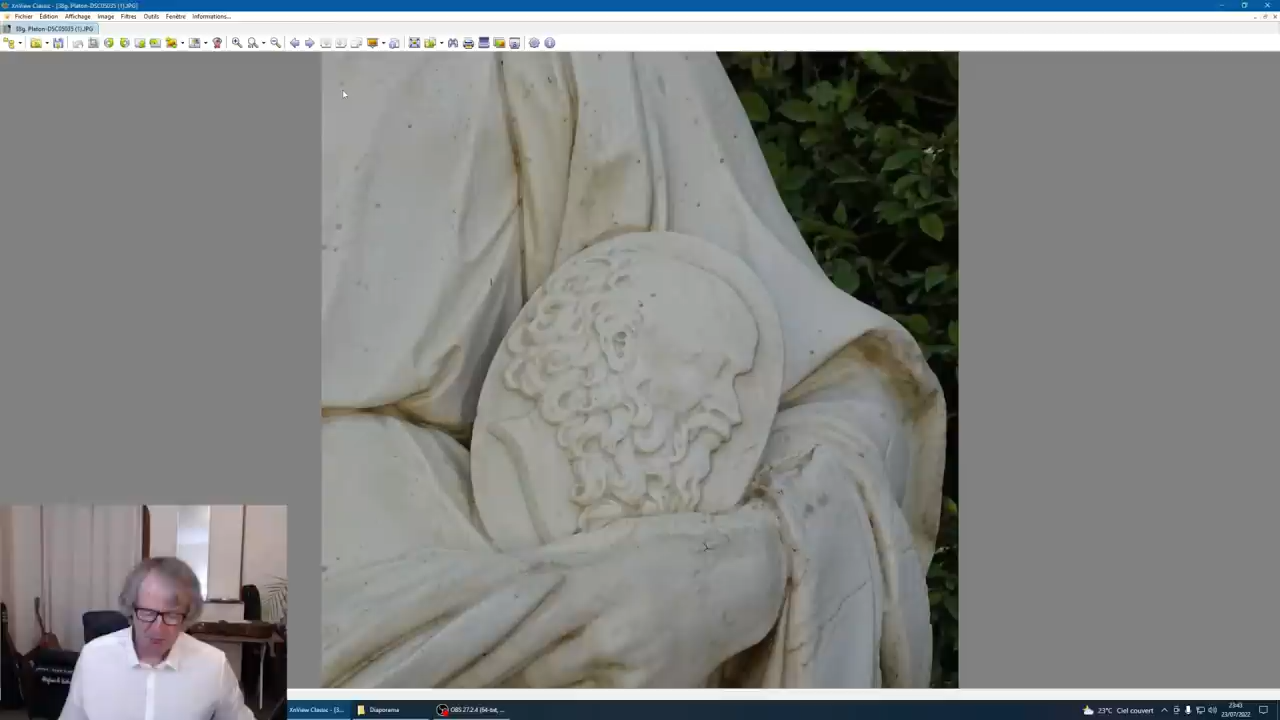 XnView Classic - [38g. Platon-DSC05035 (1).JPG]
Fichier Edition Affichage Image Filtres Outils Fenêtre Informations...
38g. Platon-DSC05035 (1).JPG
XnView Classic - [3...
Diaporama
OBS 27.2.4 (64-bit, ...
23°C Ciel couvert
23:43
23/07/2022